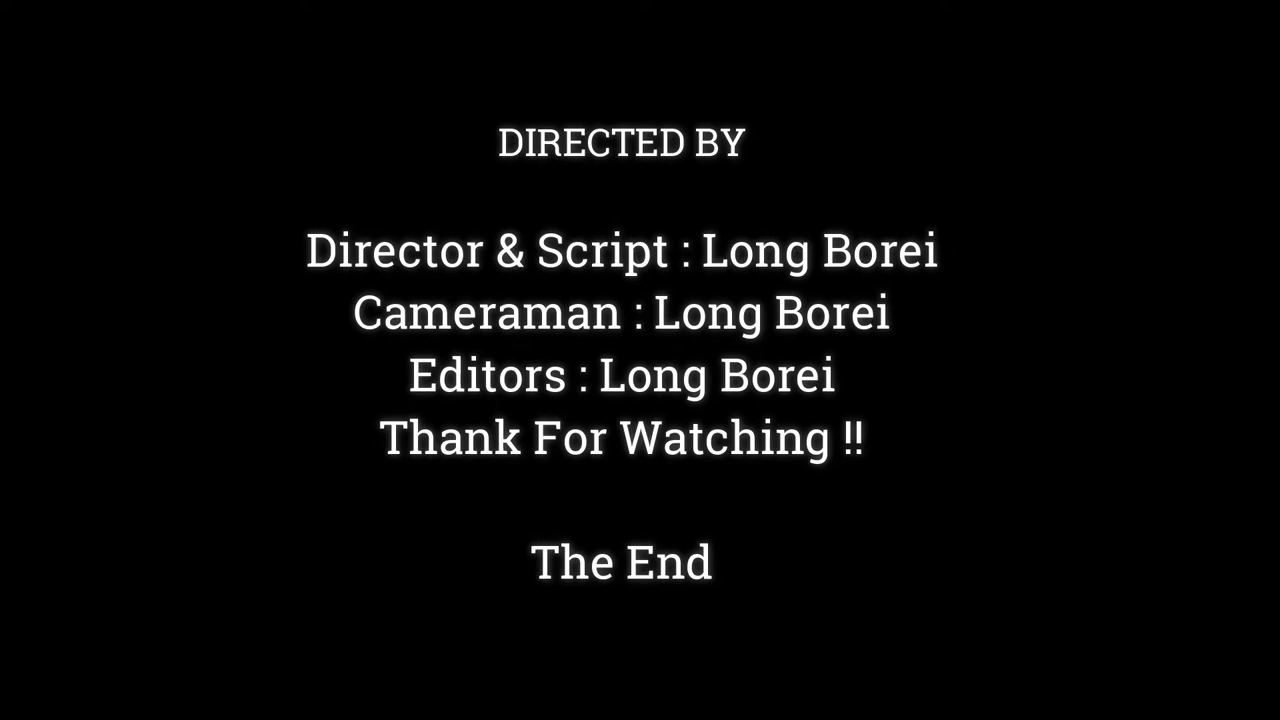 DIRECTED BY
Director & Script : Long Borei
Cameraman : Long Borei
Editors : Long Borei
Thank For Watching !!
The End